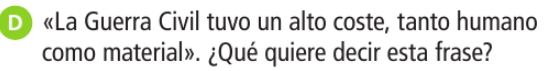 D «La Guerra Civil tuvo un alto coste, tanto humano
como material». ¿Qué quiere decir esta frase?